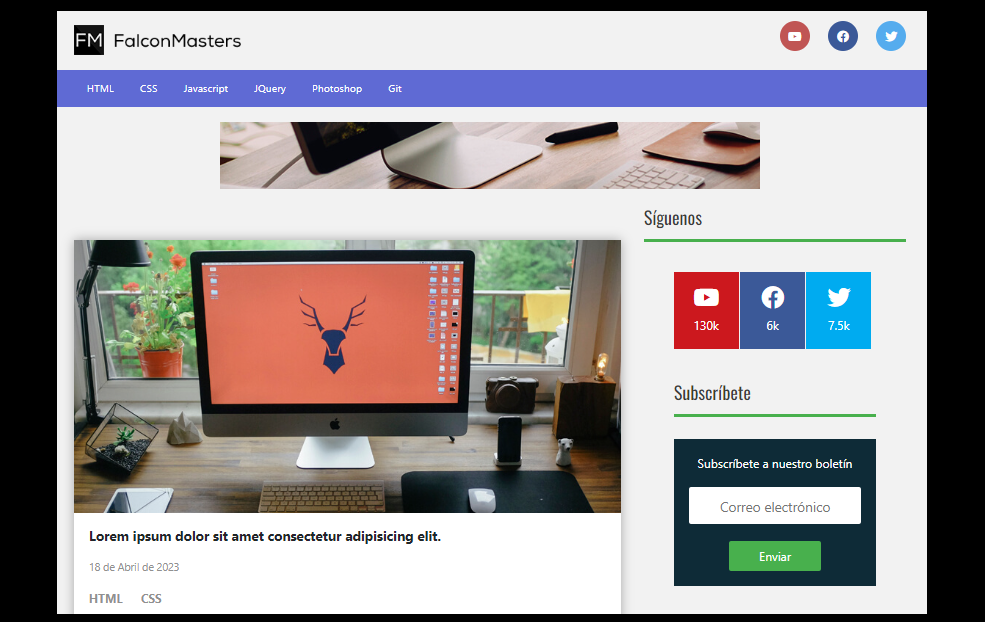 FM FalconMasters
HTML CSS Javascript JQuery Photoshop Git
Síguenos
130k 6k 7.5k
Subscríbete
Subscríbete a nuestro boletín
Correo electrónico
Enviar
Lorem ipsum dolor sit amet consectetur adipisicing elit.
18 de Abril de 2023
HTML CSS